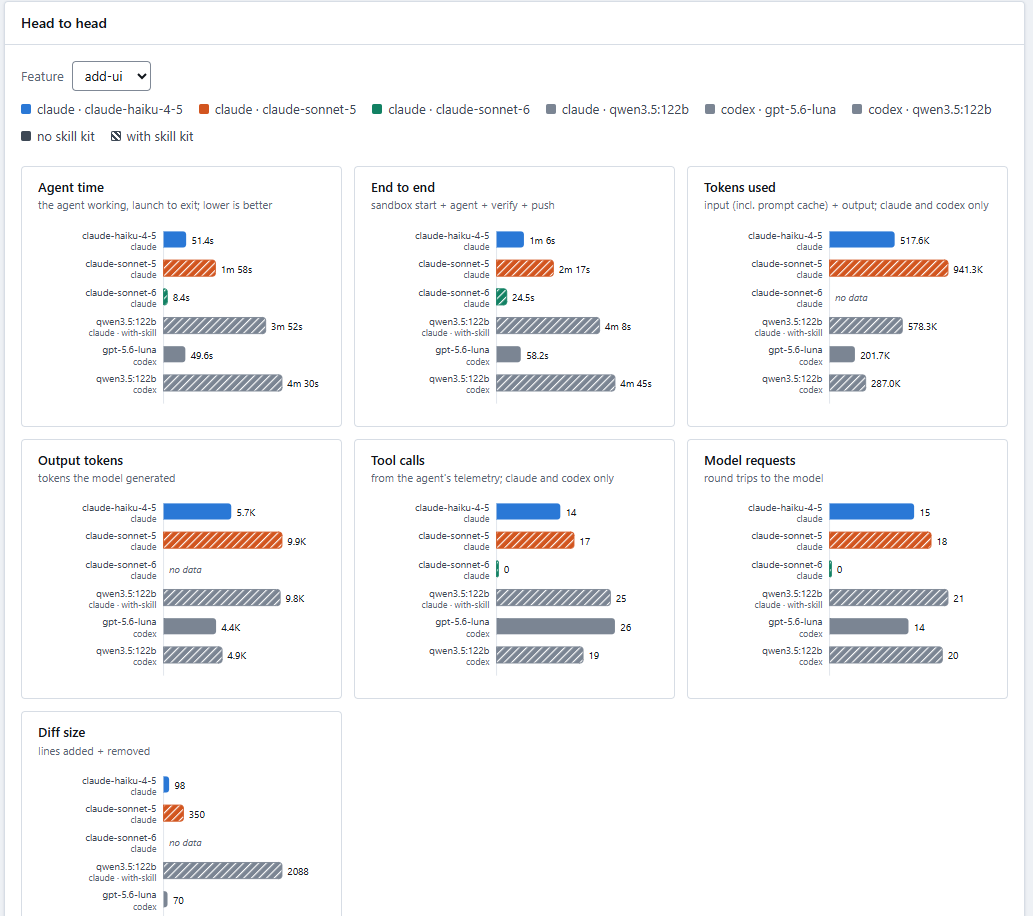 Head to head
Feature add-ui
claude · claude-haiku-4-5 claude · claude-sonnet-5 claude · claude-sonnet-6 claude · qwen3.5:122b codex · gpt-5.6-luna codex · qwen3.5:122b
no skill kit with skill kit
Agent time
the agent working, launch to exit; lower is better
claude-haiku-4-5
claude
51.4s
claude-sonnet-5
claude
1m 58s
claude-sonnet-6
claude
8.4s
qwen3.5:122b
claude · with-skill
3m 52s
gpt-5.6-luna
codex
49.6s
qwen3.5:122b
codex
4m 30s
End to end
sandbox start + agent + verify + push
claude-haiku-4-5
claude
1m 6s
claude-sonnet-5
claude
2m 17s
claude-sonnet-6
claude
24.5s
qwen3.5:122b
claude · with-skill
4m 8s
gpt-5.6-luna
codex
58.2s
qwen3.5:122b
codex
4m 45s
Tokens used
input (incl. prompt cache) + output; claude and codex only
claude-haiku-4-5
claude
517.6K
claude-sonnet-5
claude
941.3K
claude-sonnet-6
claude
no data
qwen3.5:122b
claude · with-skill
578.3K
gpt-5.6-luna
codex
201.7K
qwen3.5:122b
codex
287.0K
Output tokens
tokens the model generated
claude-haiku-4-5
claude
5.7K
claude-sonnet-5
claude
9.9K
claude-sonnet-6
claude
no data
qwen3.5:122b
claude · with-skill
9.8K
gpt-5.6-luna
codex
4.4K
qwen3.5:122b
codex
4.9K
Tool calls
from the agent's telemetry; claude and codex only
claude-haiku-4-5
claude
14
claude-sonnet-5
claude
17
claude-sonnet-6
claude
0
qwen3.5:122b
claude · with-skill
25
gpt-5.6-luna
codex
26
qwen3.5:122b
codex
19
Model requests
round trips to the model
claude-haiku-4-5
claude
15
claude-sonnet-5
claude
18
claude-sonnet-6
claude
0
qwen3.5:122b
claude · with-skill
21
gpt-5.6-luna
codex
14
qwen3.5:122b
codex
20
Diff size
lines added + removed
claude-haiku-4-5
claude
98
claude-sonnet-5
claude
350
claude-sonnet-6
claude
no data
qwen3.5:122b
claude · with-skill
2088
gpt-5.6-luna
codex
70